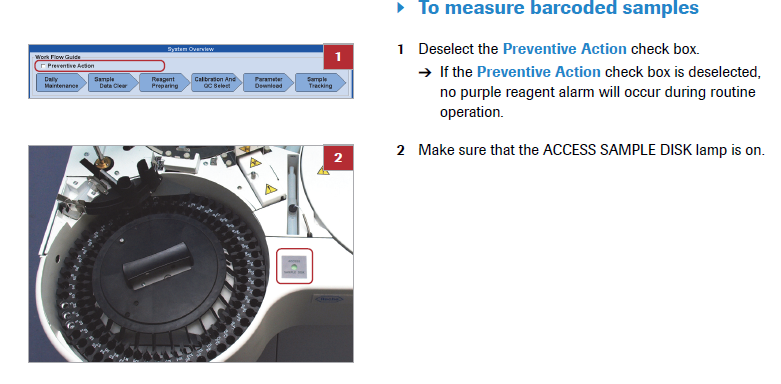 To measure barcoded samples
System Overview
Work Flow Guide
Preventive Action
Daily Maintenance
Sample Data Clear
Reagent Preparing
Calibration And QC Select
Parameter Download
Sample Tracking
1
1 Deselect the Preventive Action check box.
→ If the Preventive Action check box is deselected,
no purple reagent alarm will occur during routine
operation.
2
2 Make sure that the ACCESS SAMPLE DISK lamp is on.